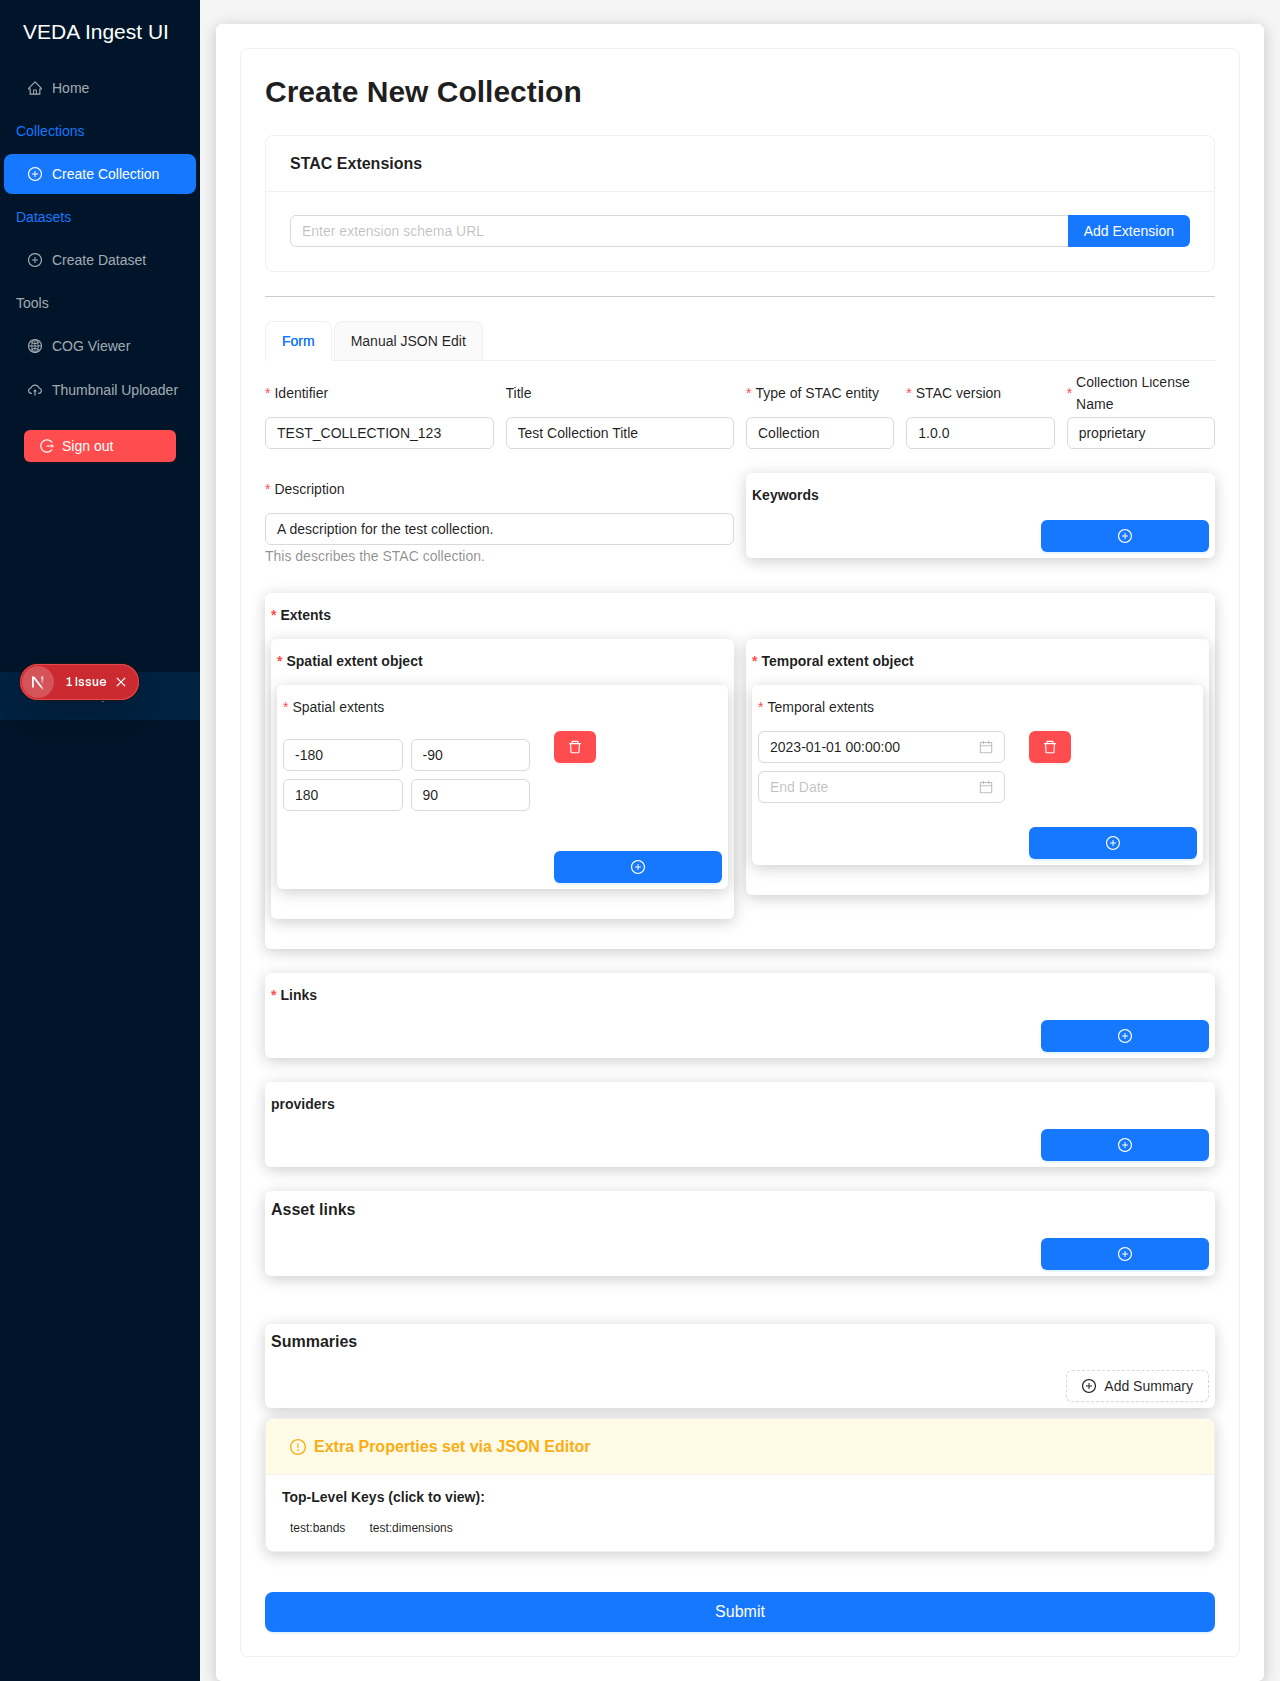 VEDA Ingest UI
Home
Collections
Create Collection
Datasets
Create Dataset
Tools
COG Viewer
Thumbnail Uploader
Sign out
1 Issue
Create New Collection
STAC Extensions
Enter extension schema URL
Add Extension
Form
Manual JSON Edit
* Identifier
Title
* Type of STAC entity
* STAC version
* Collection License
Name
TEST_COLLECTION_123
Test Collection Title
Collection
1.0.0
proprietary
* Description
A description for the test collection.
This describes the STAC collection.
Keywords
* Extents
* Spatial extent object
* Spatial extents
-180
-90
180
90
* Temporal extent object
* Temporal extents
2023-01-01 00:00:00
End Date
* Links
providers
Asset links
Summaries
Add Summary
Extra Properties set via JSON Editor
Top-Level Keys (click to view):
test:bands
test:dimensions
Submit